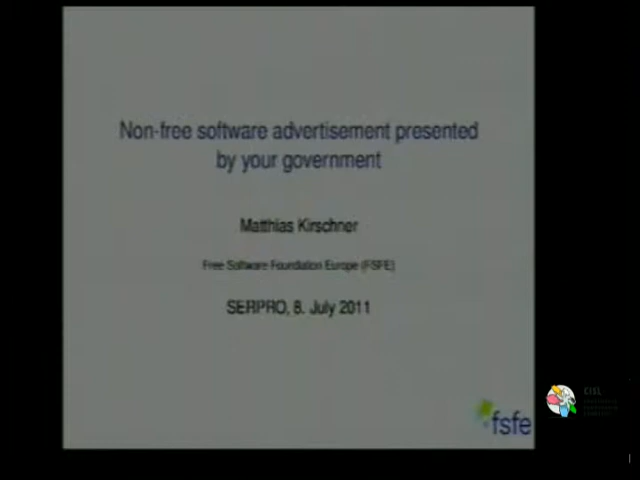 Non-free software advertisement presented
by your government
Matthias Kirschner
Free Software Foundation Europe (FSFE)
SERPRO, 8. July 2011
fsfe
CISL